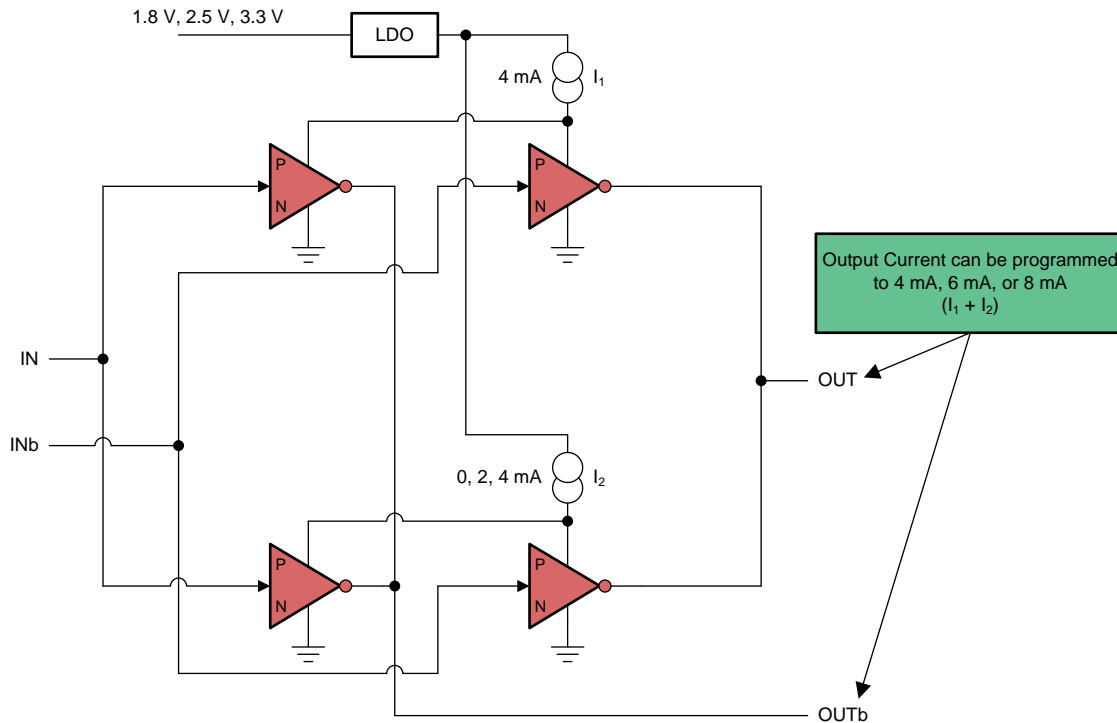 1.8 V, 2.5 V, 3.3 V
LDO
4 mA
I₁
P
N
P
N
Output Current can be programmed
to 4 mA, 6 mA, or 8 mA
(I₁ + I₂)
IN
OUT
INb
0, 2, 4 mA
I₂
P
N
P
N
OUTb